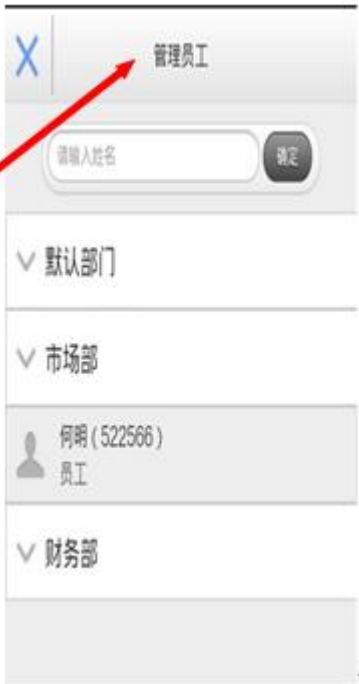 管理员工
请输入姓名
确定
默认部门
市场部
何明(522566)
员工
财务部